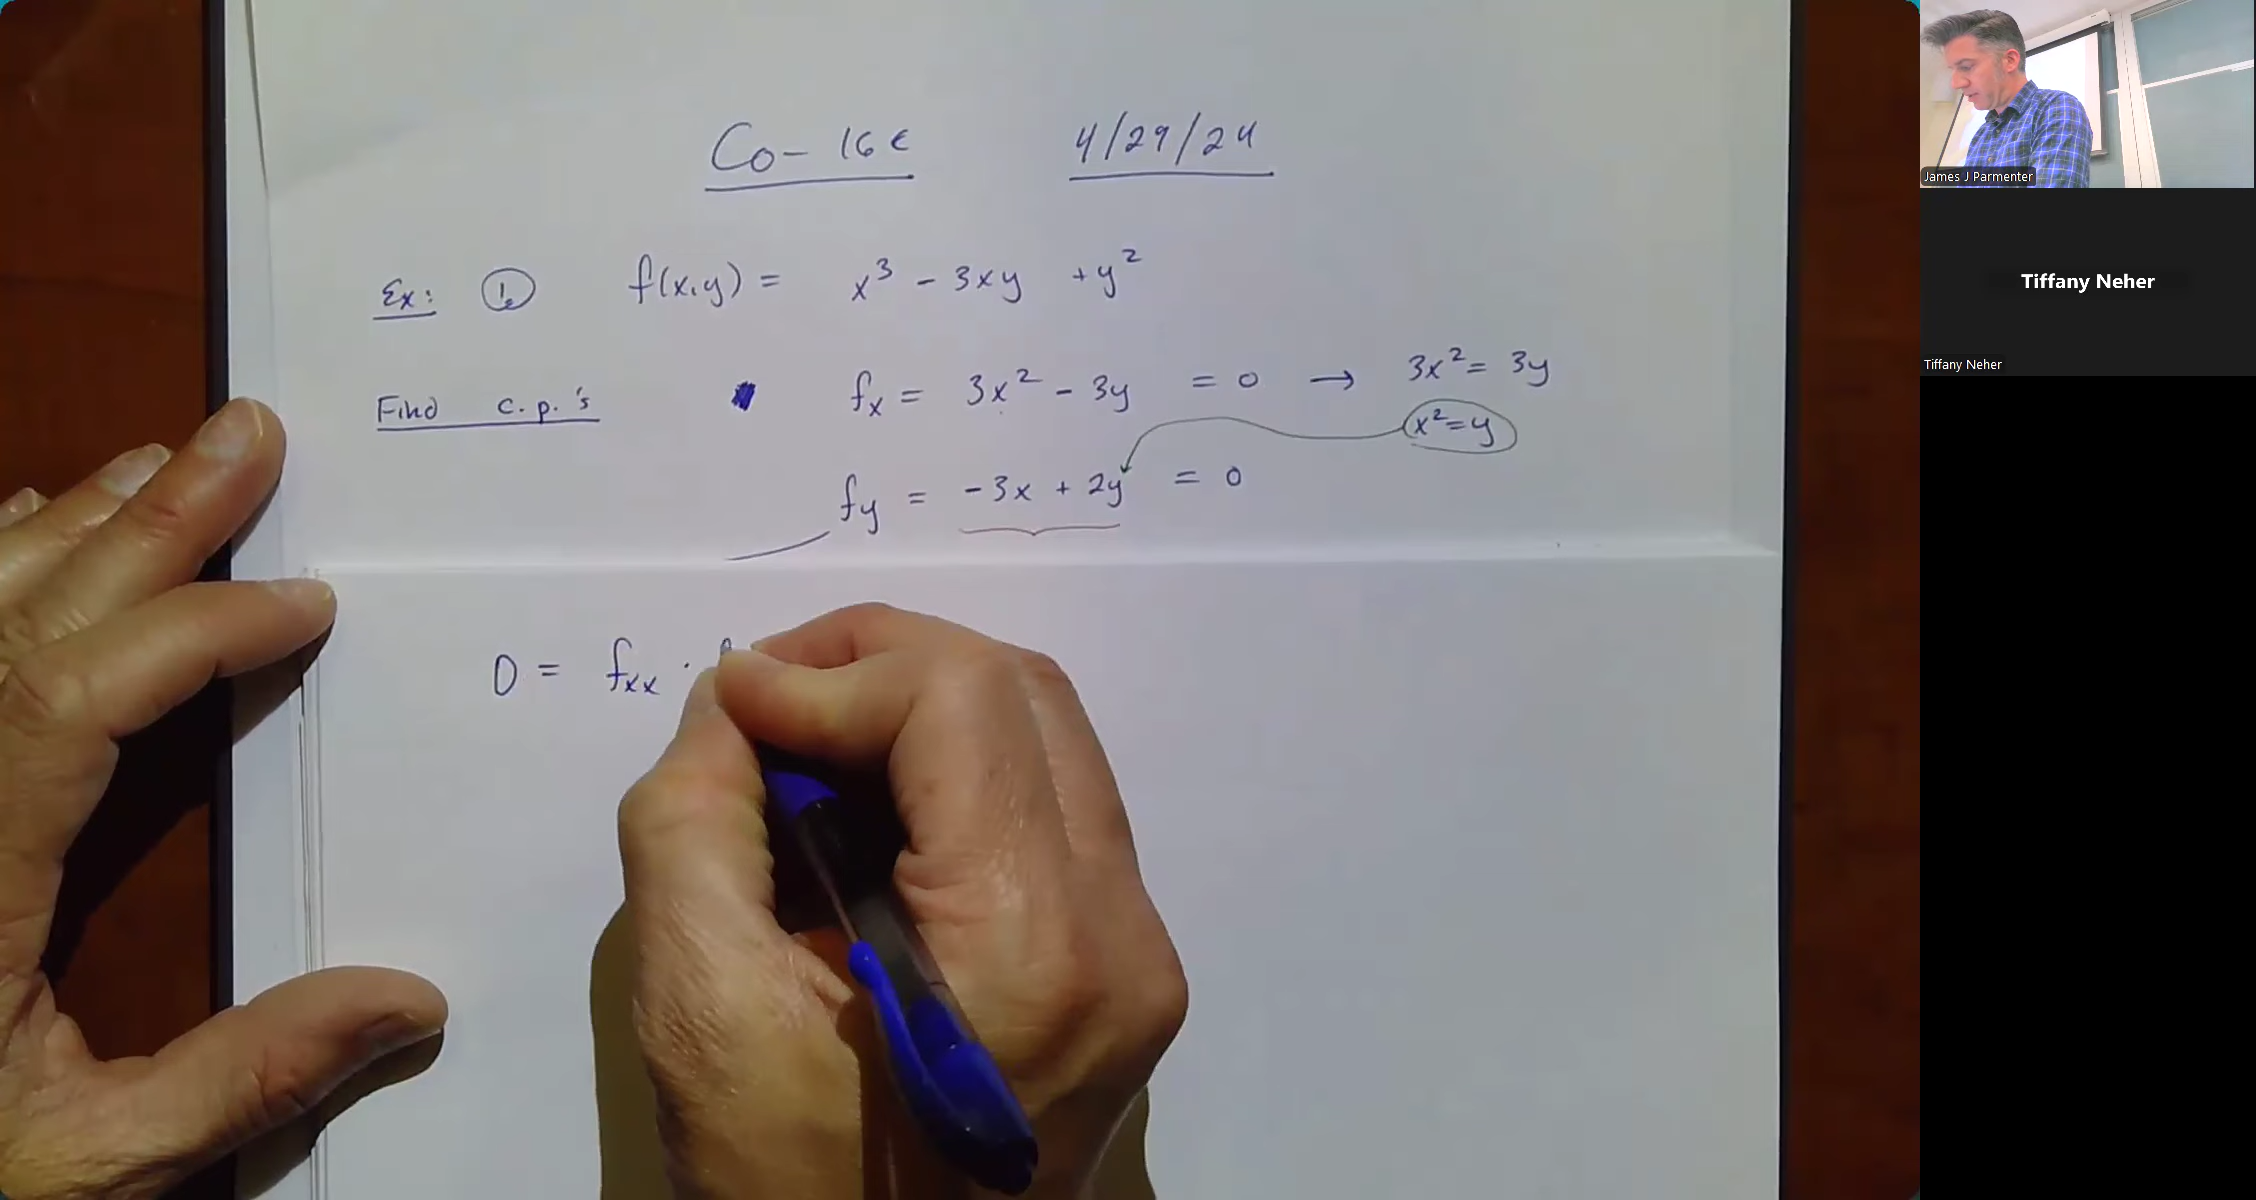 Co-16c 4/29/24
Ex: ① f(x,y) = x³ - 3xy + y²
Find c.p.'s fx = 3x² - 3y = 0 → 3x² = 3y
x² = y
fy = -3x + 2y = 0
D = fxx ·
James J Parmenter
Tiffany Neher
Tiffany Neher